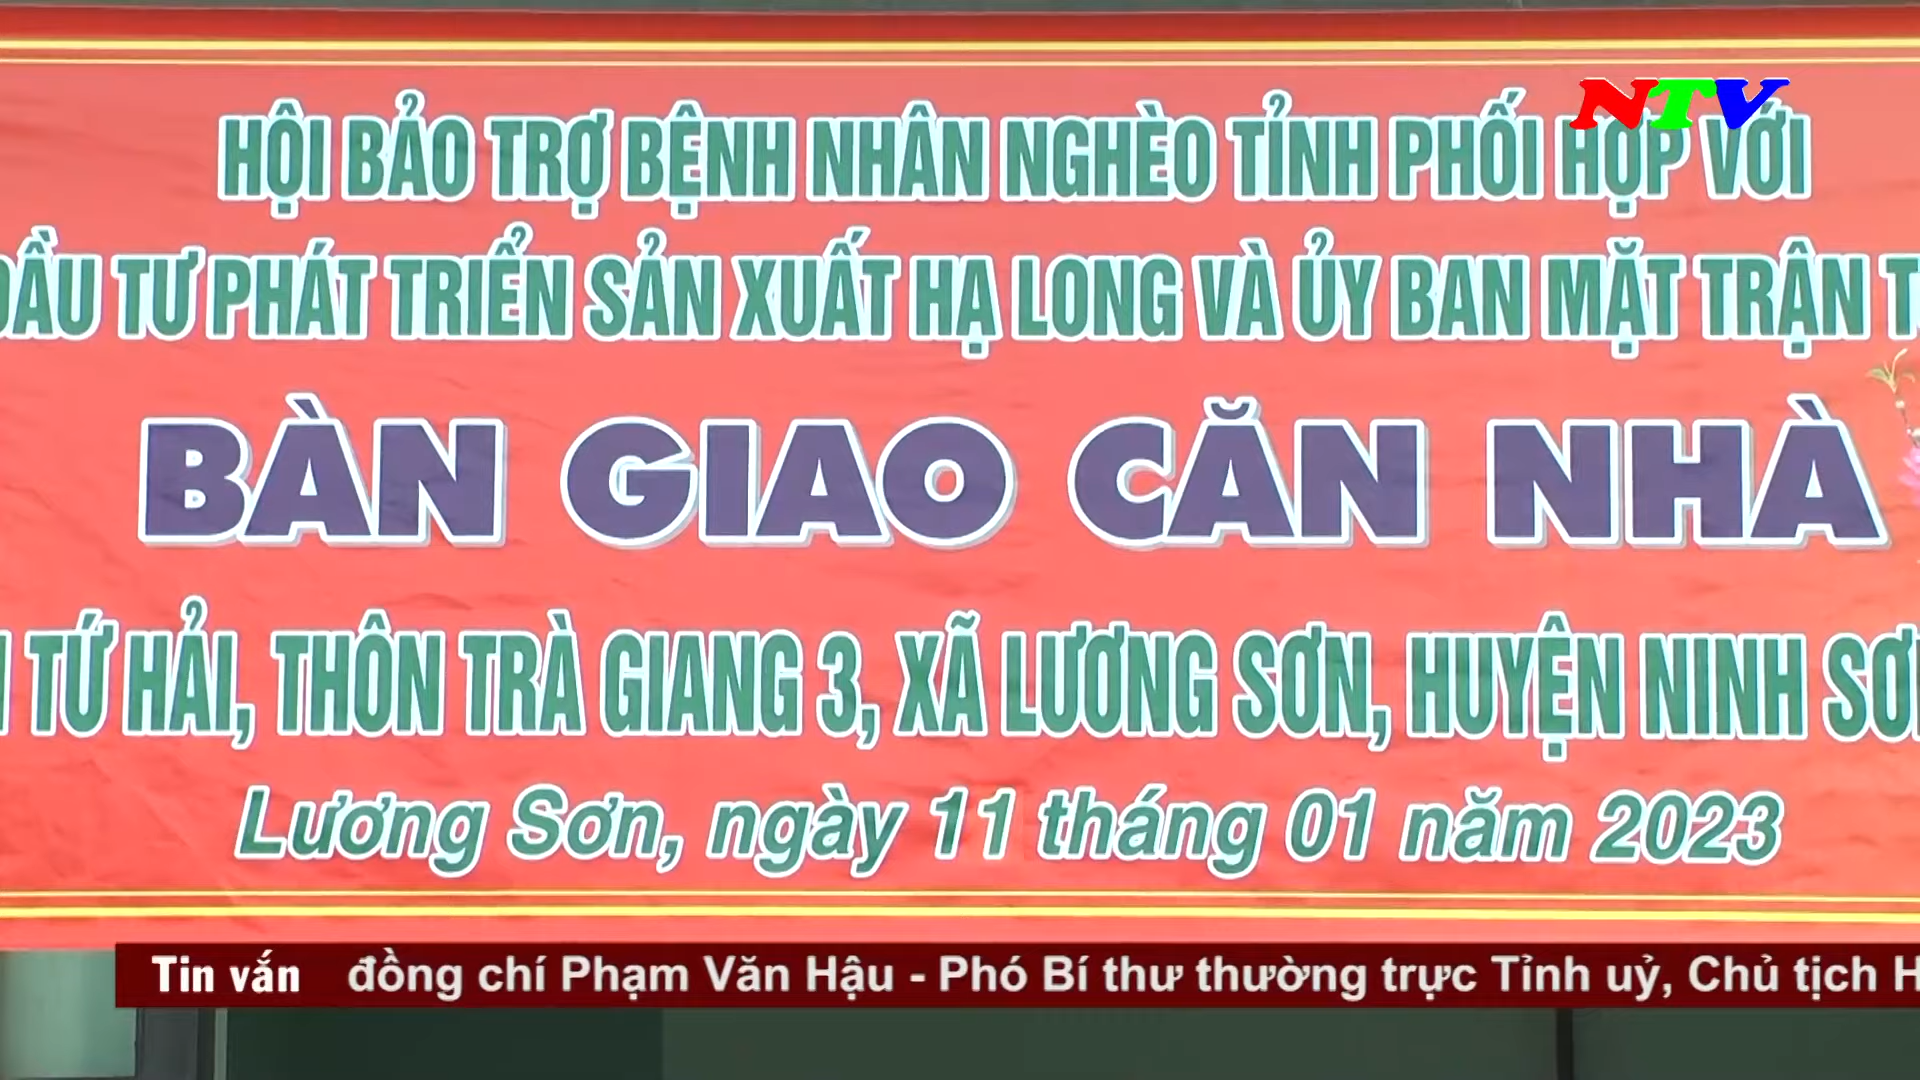 NTV
HỘI BẢO TRỢ BỆNH NHÂN NGHÈO TỈNH PHỐI HỢP VỚI
ĐẦU TƯ PHÁT TRIỂN SẢN XUẤT HẠ LONG VÀ ỦY BAN MẶT TRẬN T
BÀN GIAO CĂN NHÀ
TỨ HẢI, THÔN TRÀ GIANG 3, XÃ LƯƠNG SƠN, HUYỆN NINH SƠ
Lương Sơn, ngày 11 tháng 01 năm 2023
Tin vắn đồng chí Phạm Văn Hậu - Phó Bí thư thường trực Tỉnh uỷ, Chủ tịch H